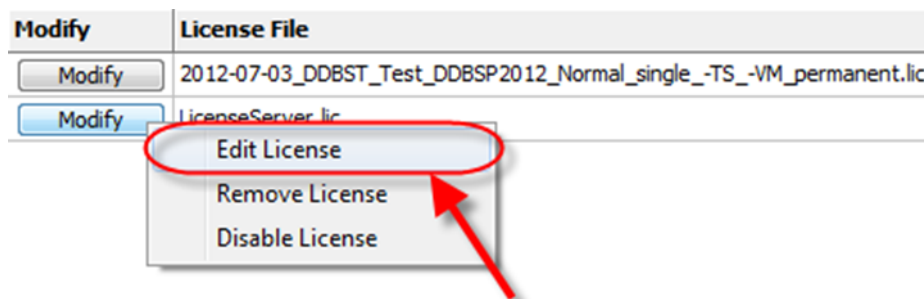 Modify License File
Modify 2012-07-03_DDBST_Test_DDBSP2012_Normal_single_-TS_-VM_permanent.lic
Modify LicenseServer.lic
Edit License
Remove License
Disable License